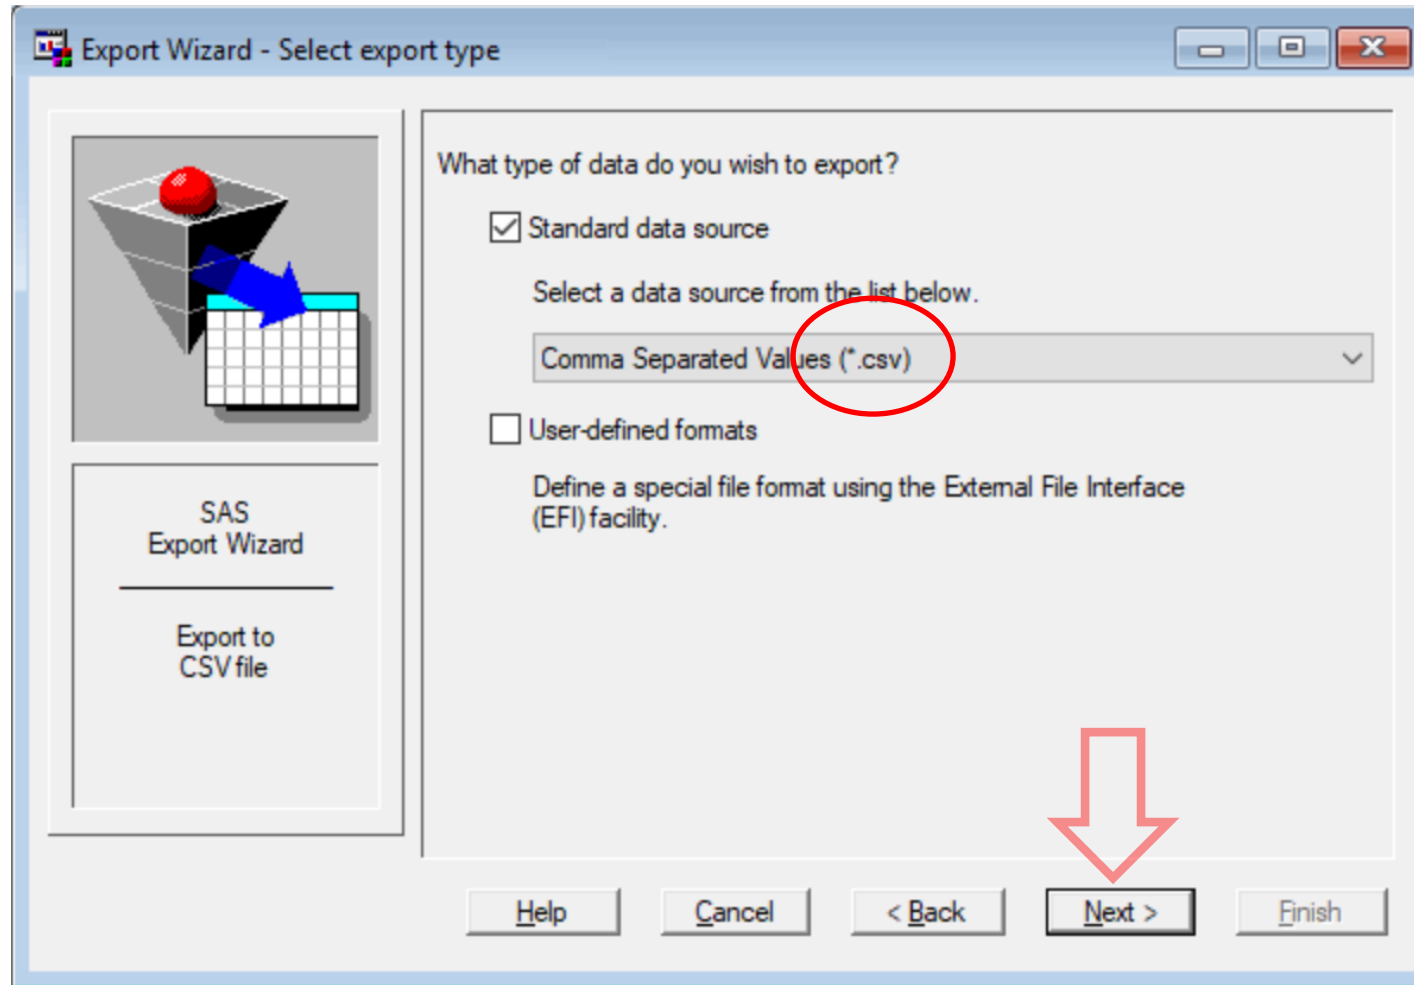 Export Wizard - Select export type
What type of data do you wish to export?
Standard data source
Select a data source from the list below.
Comma Separated Values (*.csv)
User-defined formats
Define a special file format using the External File Interface
(EFI) facility.
SAS
Export Wizard
Export to
CSV file
Help
Cancel
< Back
Next >
Finish